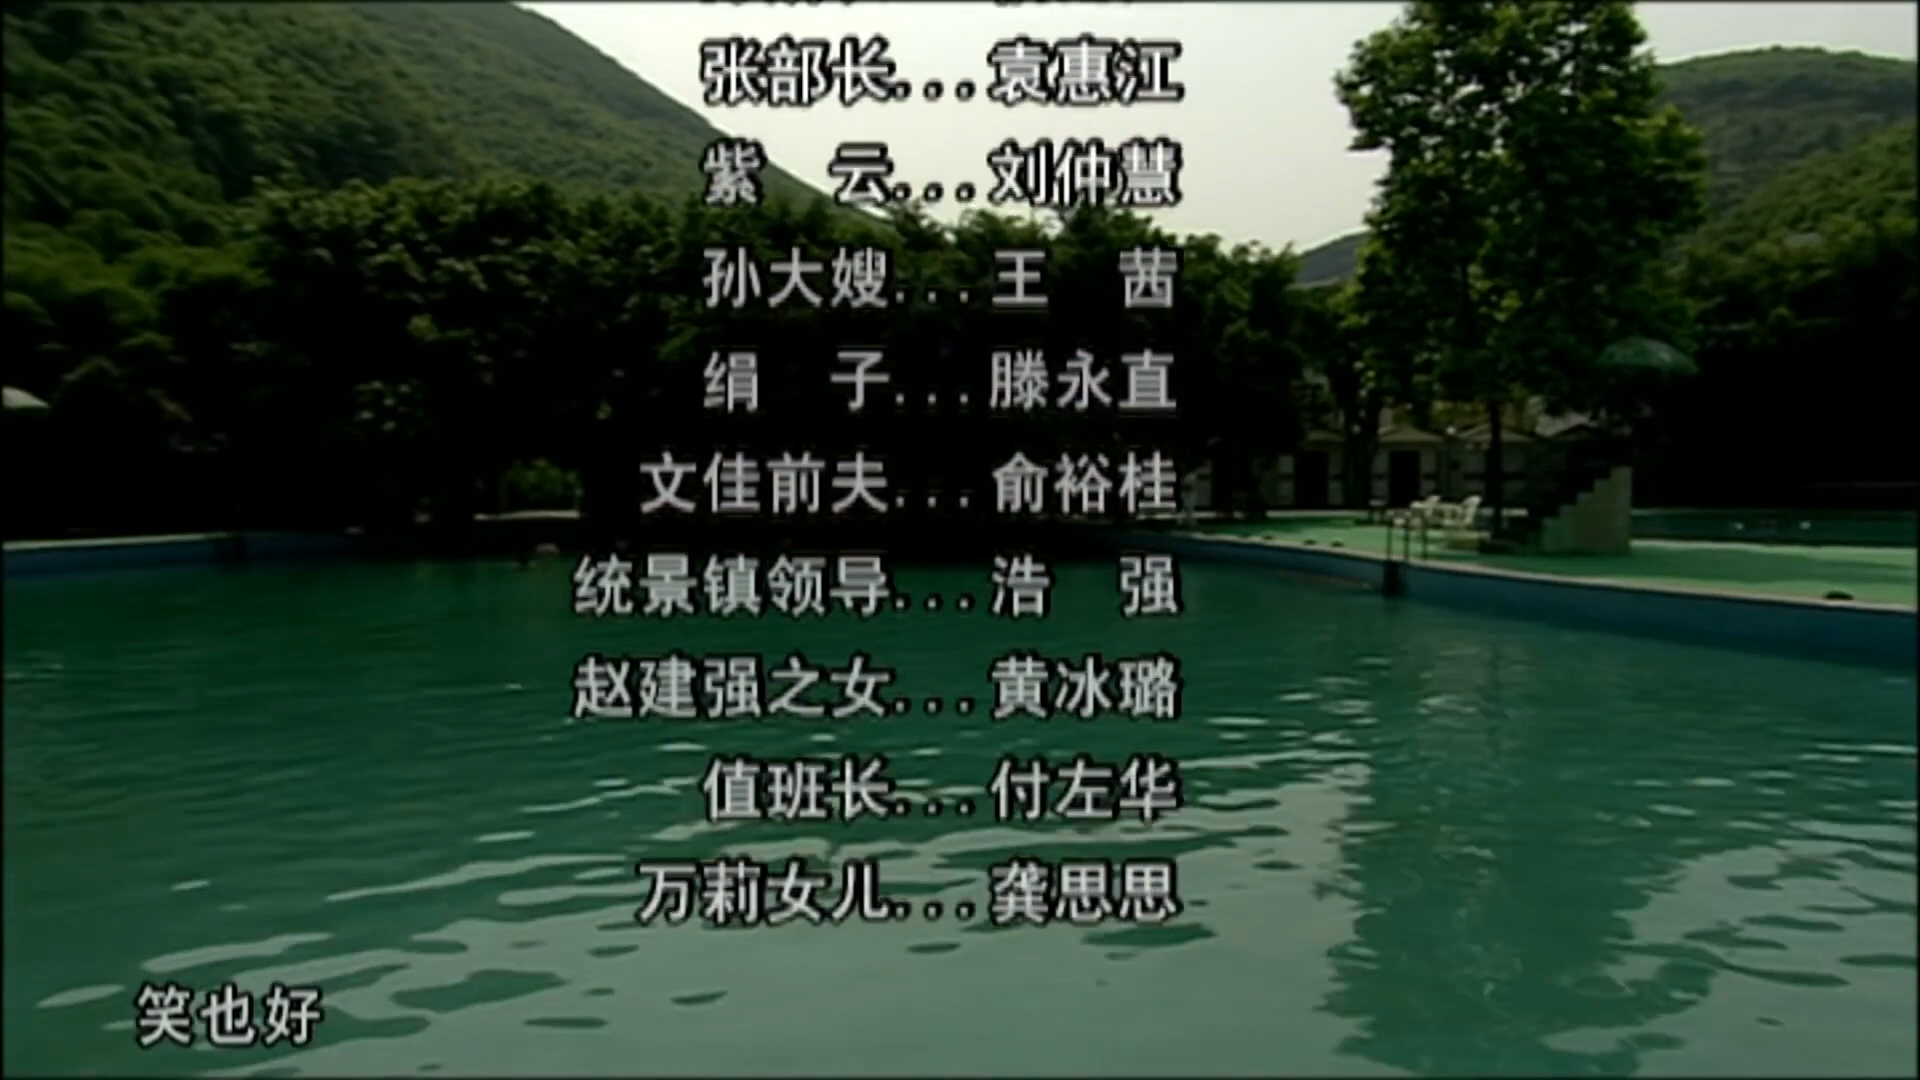 张部长...袁惠江
紫　云...刘仲慧
孙大嫂...王　茜
绢　子...滕永直
文佳前夫...俞裕桂
统景镇领导...浩　强
赵建强之女...黄冰璐
值班长...付左华
万莉女儿...龚思思
笑也好